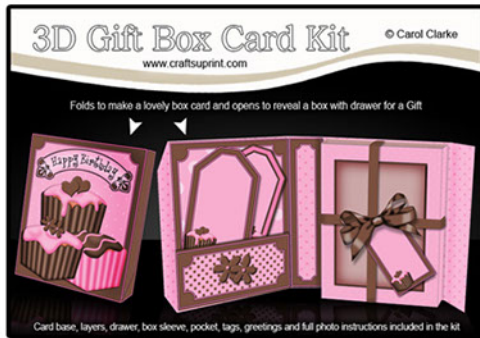 3D Gift Box Card Kit
© Carol Clarke
www.craftsuprint.com
Folds to make a lovely box card and opens to reveal a box with drawer for a Gift
Happy Birthday
Card base, layers, drawer, box sleeve, pocket, tags, greetings and full photo instructions included in the kit